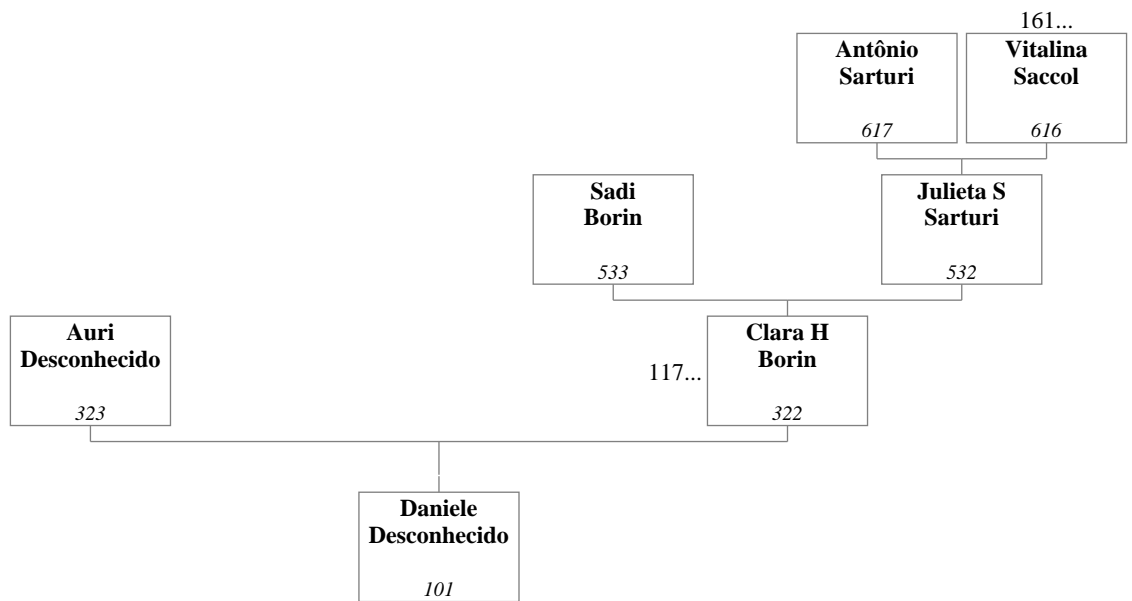 161...
Antônio
Sarturi
617
Vitalina
Saccol
616
Sadi
Borin
533
Julieta S
Sarturi
532
Auri
Desconhecido
323
117...
Clara H
Borin
322
Daniele
Desconhecido
101